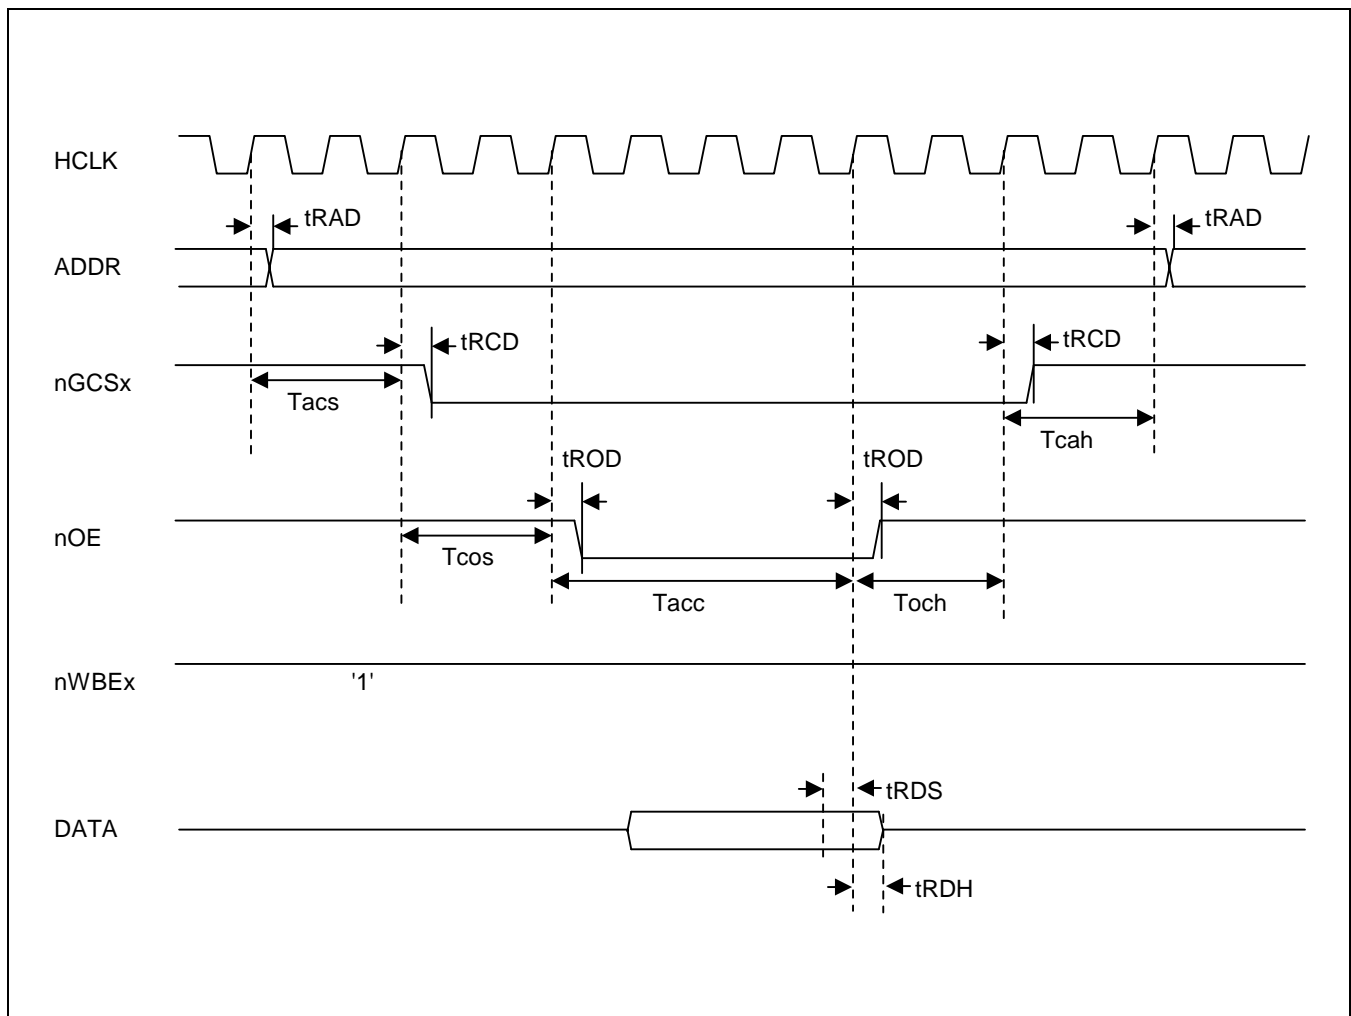 HCLK
tRAD
tRAD
ADDR
tRCD
tRCD
nGCSx
Tacs
Tcah
tROD
tROD
nOE
Tcos
Tacc
Toch
nWBEx
'1'
tRDS
DATA
tRDH